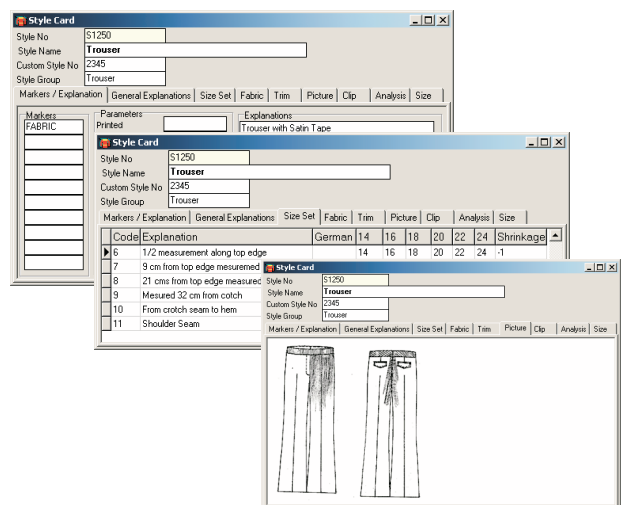 Style Card
Style No S1250
Style Name Trouser
Custom Style No 2345
Style Group Trouser
Markers / Explanation General Explanations Size Set Fabric Trim Picture Clip Analysis Size
Markers Parameters Explanations
FABRIC Printed Trouser with Satin Tape
Style Card
Style No S1250
Style Name Trouser
Custom Style No 2345
Style Group Trouser
Markers / Explanation General Explanations Size Set Fabric Trim Picture Clip Analysis Size
Code Explanation German 14 16 18 20 22 24 Shrinkage
6 1/2 measurement along top edge 14 16 18 20 22 24 -1
7 9 cm from top edge mesuremed
8 21 cms from top edge measured
9 Mesured 32 cm from cotch
10 From crotch seam to hem
11 Shoulder Seam
Style Card
Style No S1250
Style Name Trouser
Custom Style No 2345
Style Group Trouser
Markers / Explanation General Explanations Size Set Fabric Trim Picture Clip Analysis Size